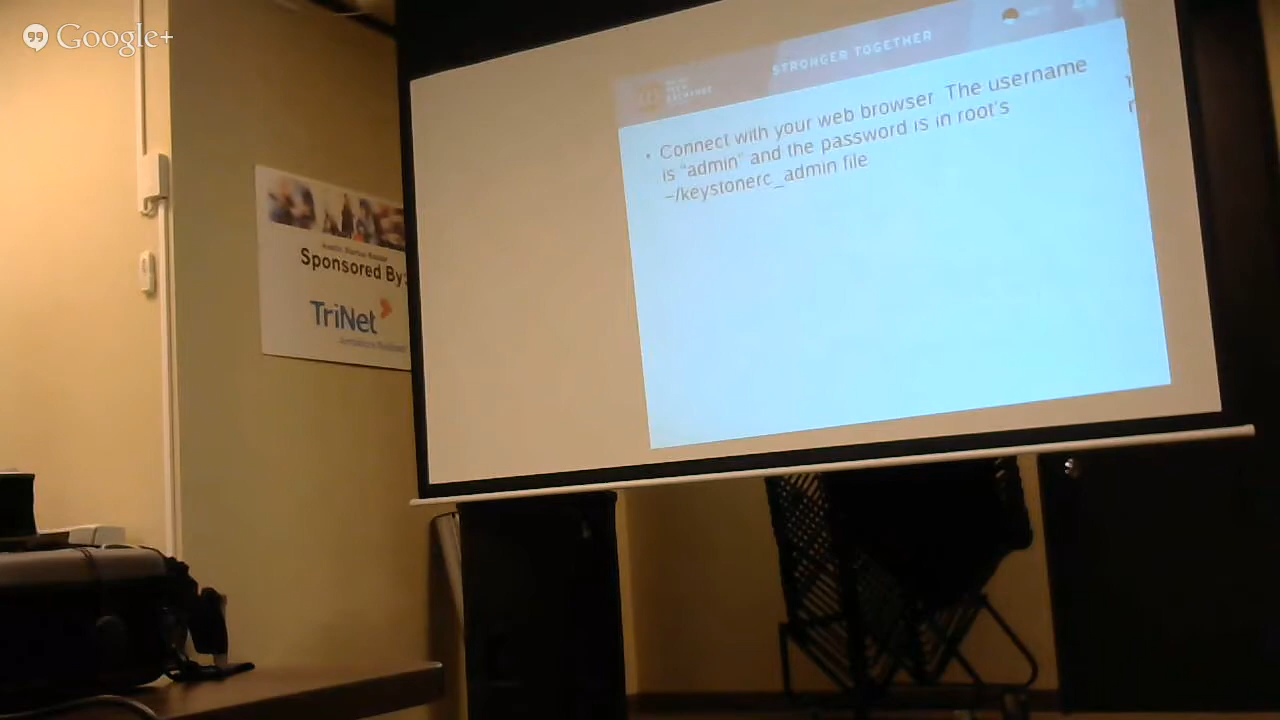 Google+
STRONGER TOGETHER
EXCHANGE
• Connect with your web browser. The username
is "admin" and the password is in root's
~/keystonerc_admin file
Sponsored By:
TriNet